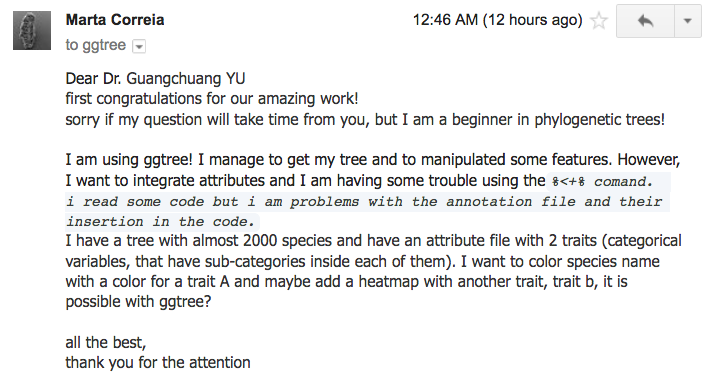 Marta Correia 12:46 AM (12 hours ago)
to ggtree
Dear Dr. Guangchuang YU
first congratulations for our amazing work!
sorry if my question will take time from you, but I am a beginner in phylogenetic trees!
I am using ggtree! I manage to get my tree and to manipulated some features. However,
I want to integrate attributes and I am having some trouble using the %<+% comand.
i read some code but i am problems with the annotation file and their
insertion in the code.
I have a tree with almost 2000 species and have an attribute file with 2 traits (categorical
variables, that have sub-categories inside each of them). I want to color species name
with a color for a trait A and maybe add a heatmap with another trait, trait b, it is
possible with ggtree?
all the best,
thank you for the attention